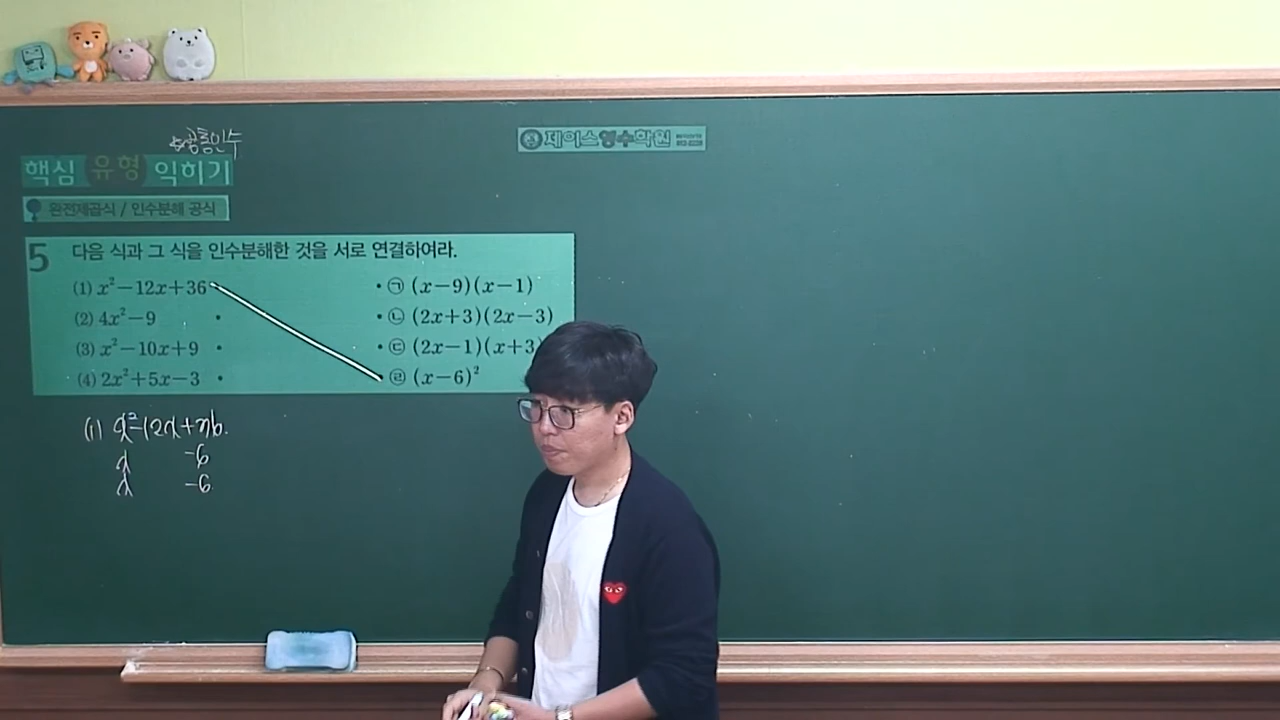 ☆공통인수
제이스영수학원
핵심 유형 익히기
완전제곱식 / 인수분해 공식
5 다음 식과 그 식을 인수분해한 것을 서로 연결하여라.
(1) x²−12x+36 • ㉠ (x−9)(x−1)
(2) 4x²−9 • • ㉡ (2x+3)(2x−3)
(3) x²−10x+9 • • ㉢ (2x−1)(x+3)
(4) 2x²+5x−3 • • ㉣ (x−6)²
(1) x²-12x+36.
x -6
x -6